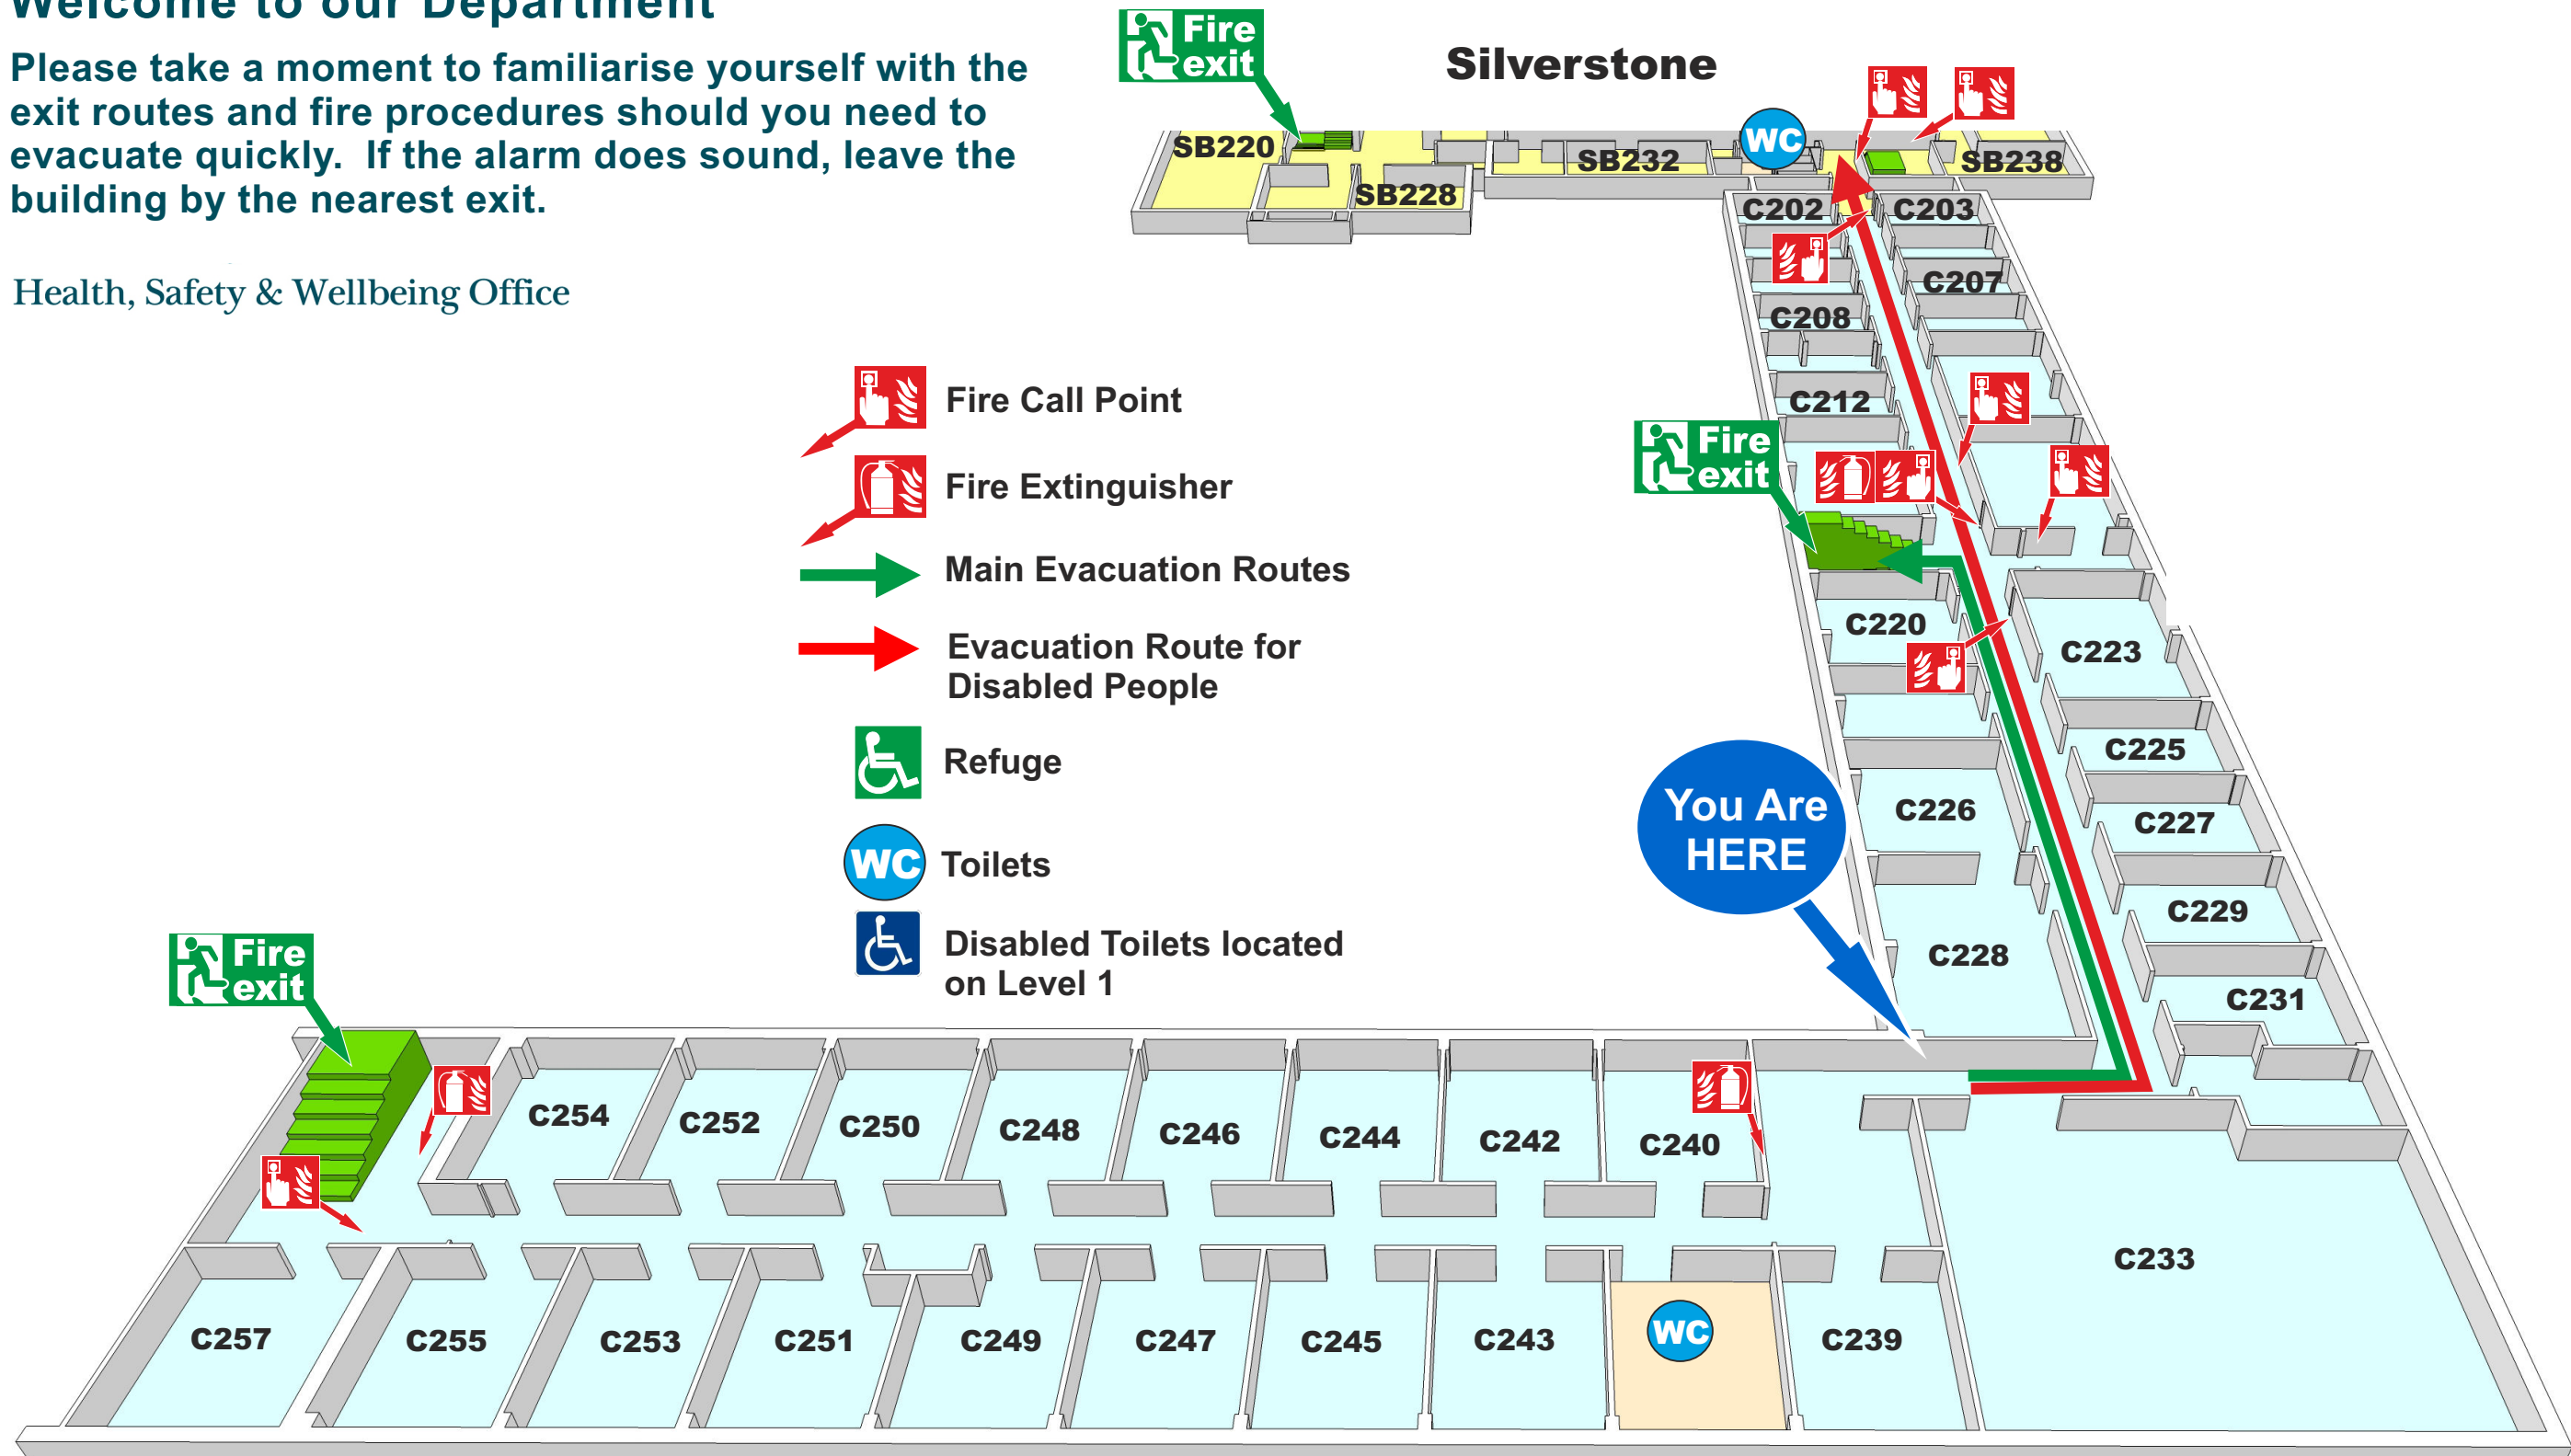 Welcome to our Department
Please take a moment to familiarise yourself with the
exit routes and fire procedures should you need to
evacuate quickly.  If the alarm does sound, leave the
building by the nearest exit.
Health, Safety & Wellbeing Office
Fire
exit
Silverstone
SB220
SB228
SB232
WC
SB238
C202
C203
C207
C208
C212
Fire
exit
C220
C223
C225
C226
C227
C229
C228
C231
You Are
HERE
Fire Call Point
Fire Extinguisher
Main Evacuation Routes
Evacuation Route for
Disabled People
Refuge
WC
Toilets
Disabled Toilets located
on Level 1
Fire
exit
C254
C252
C250
C248
C246
C244
C242
C240
C233
C257
C255
C253
C251
C249
C247
C245
C243
WC
C239